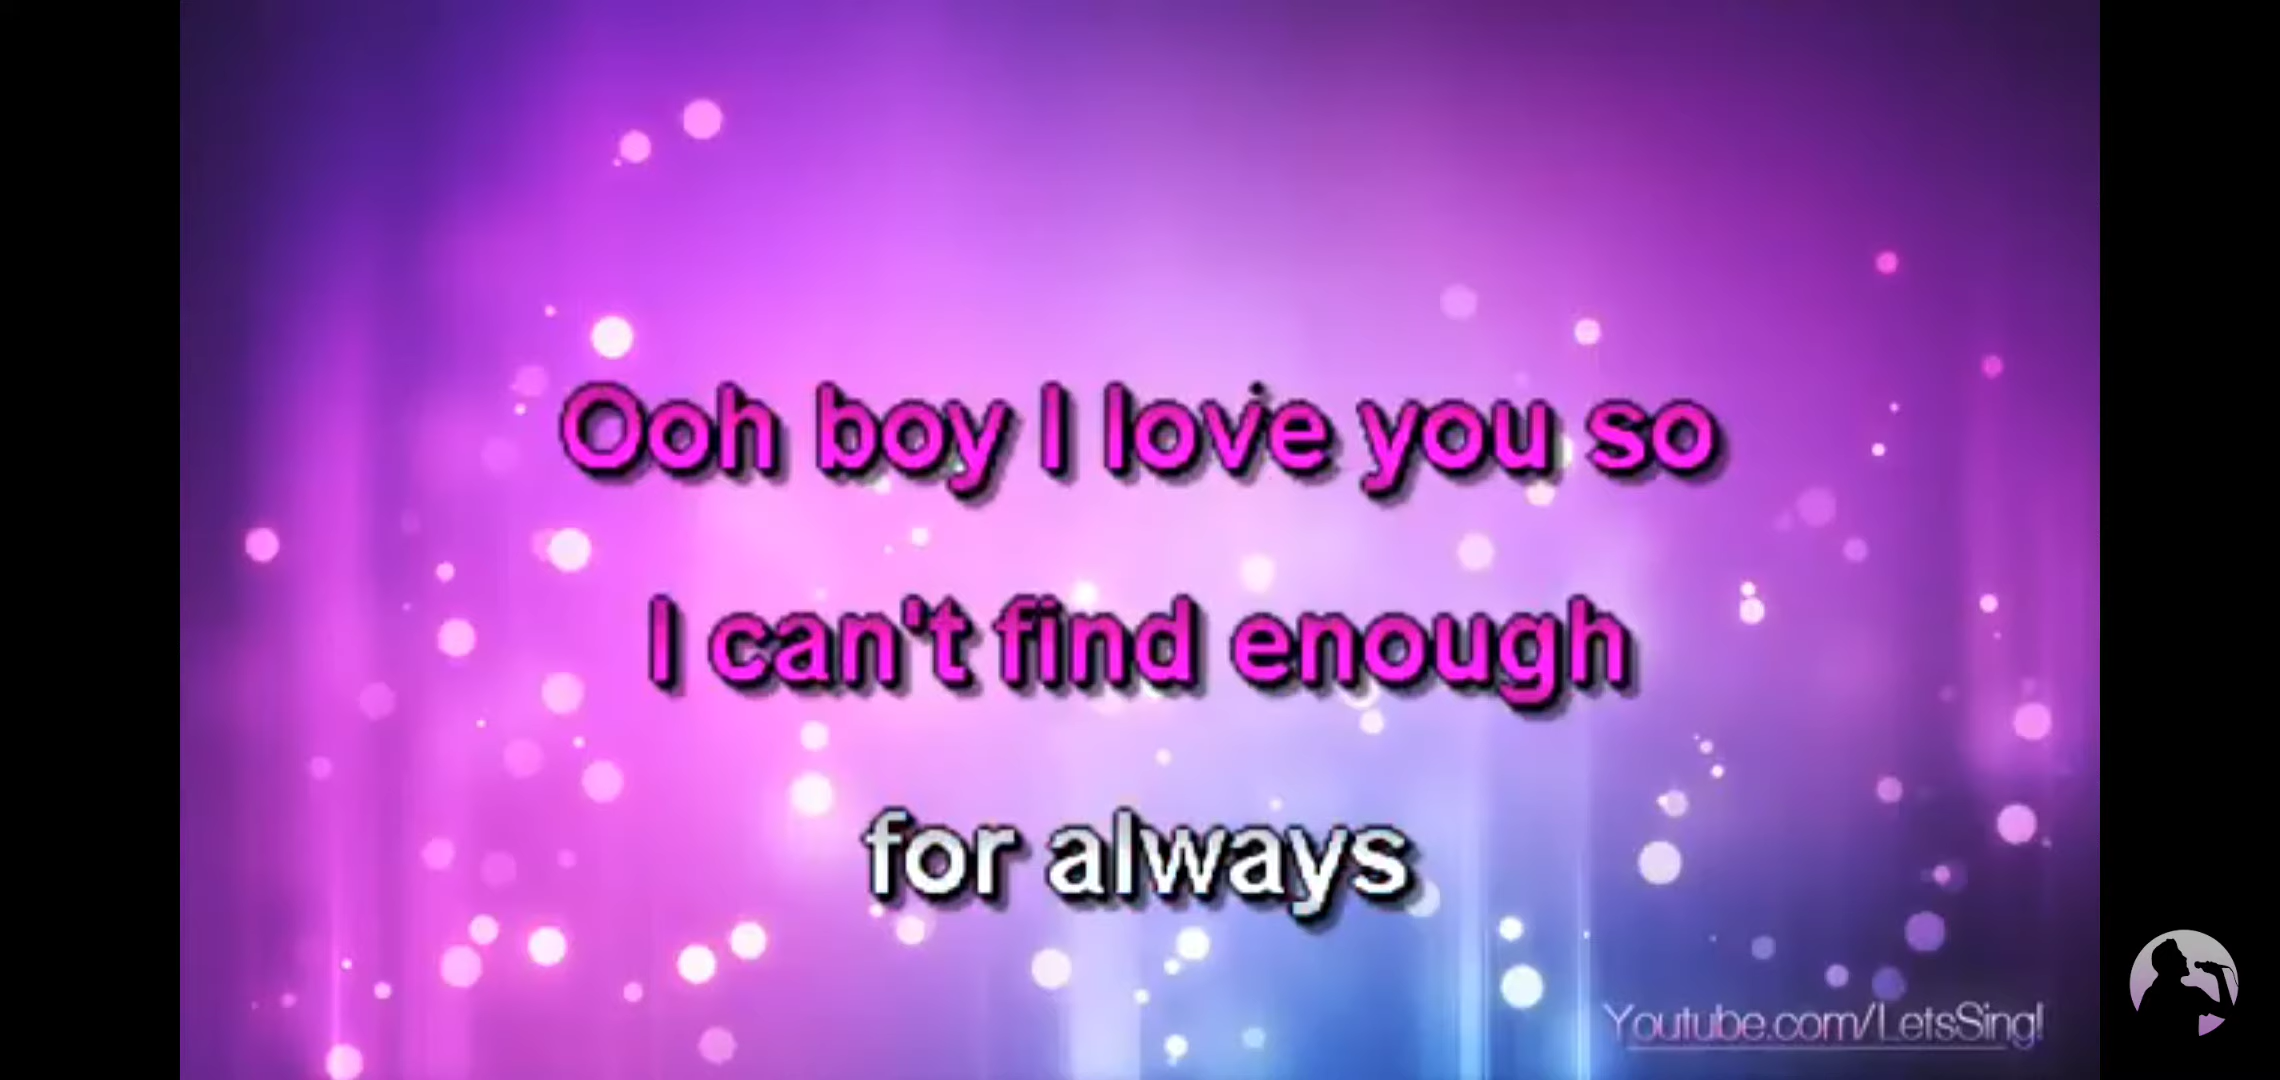 Ooh boy I love you so
I can't find enough
for always
Youtube.com/LetsSing!